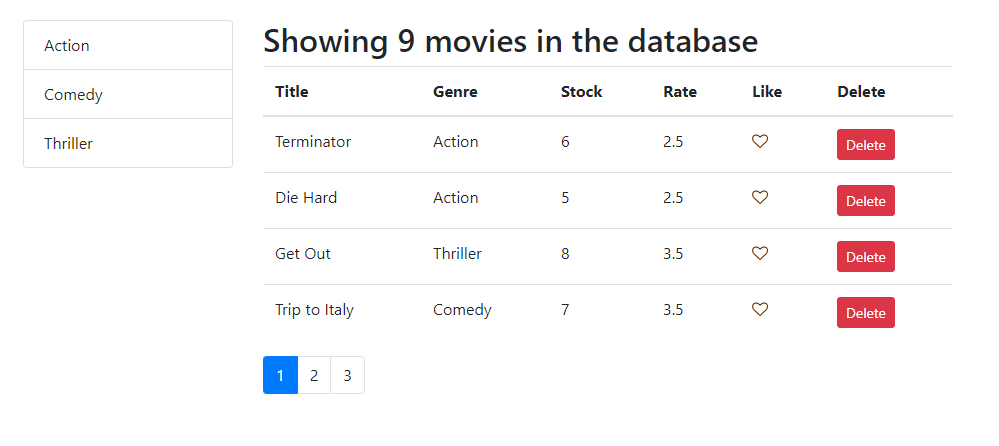 Action
Comedy
Thriller
Showing 9 movies in the database
Title Genre Stock Rate Like Delete
Terminator Action 6 2.5 Delete
Die Hard Action 5 2.5 Delete
Get Out Thriller 8 3.5 Delete
Trip to Italy Comedy 7 3.5 Delete
1 2 3